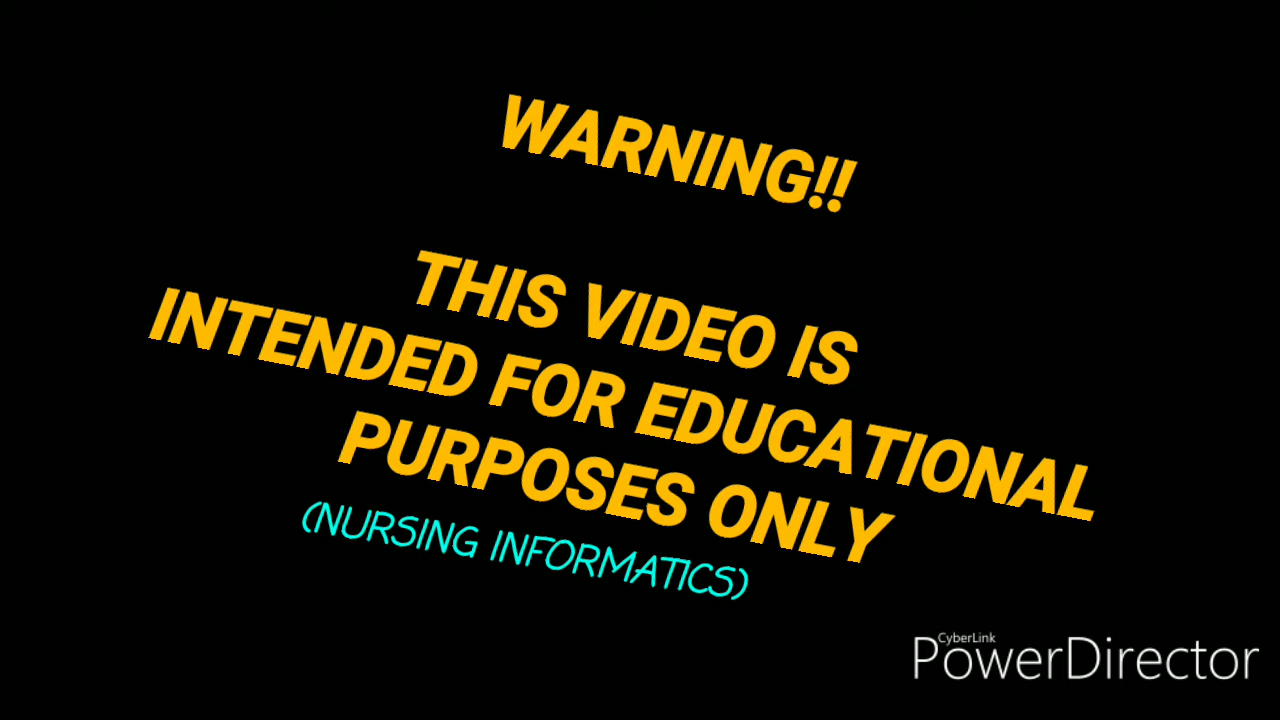 WARNING!!
THIS VIDEO IS
INTENDED FOR EDUCATIONAL
PURPOSES ONLY
(NURSING INFORMATICS)
CyberLink
PowerDirector